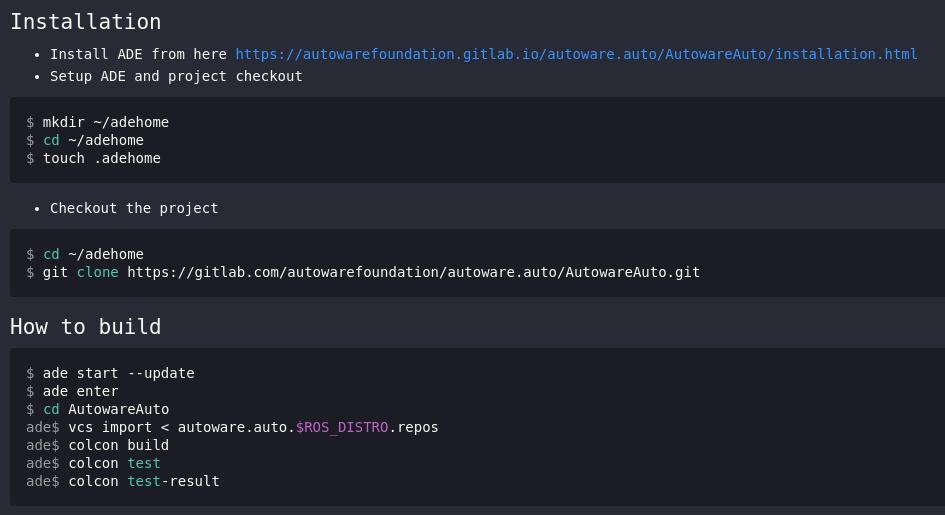 Installation
• Install ADE from here https://autowarefoundation.gitlab.io/autoware.auto/AutowareAuto/installation.html
• Setup ADE and project checkout
$ mkdir ~/adehome
$ cd ~/adehome
$ touch .adehome
• Checkout the project
$ cd ~/adehome
$ git clone https://gitlab.com/autowarefoundation/autoware.auto/AutowareAuto.git
How to build
$ ade start --update
$ ade enter
$ cd AutowareAuto
ade$ vcs import < autoware.auto.$ROS_DISTRO.repos
ade$ colcon build
ade$ colcon test
ade$ colcon test-result